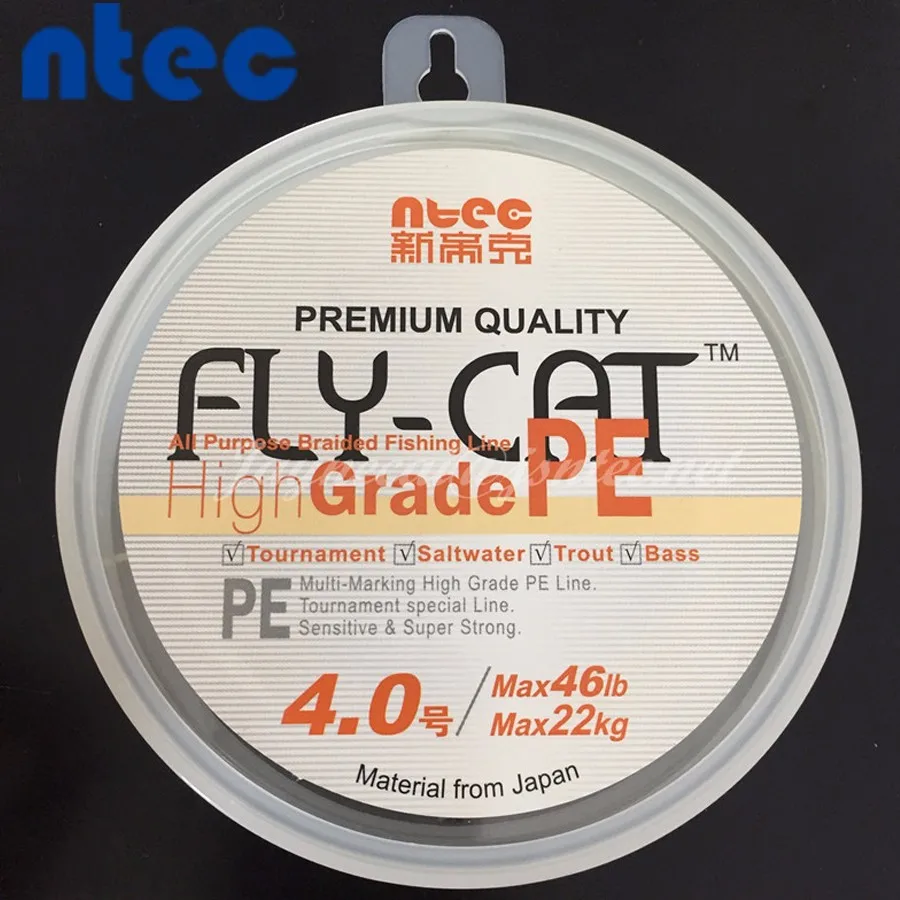 ntec
ntec
新帝克
PREMIUM QUALITY
FLY-CAT™
All Purpose Braided Fishing Line
High Grade PE
☑Tournament ☑Saltwater ☑Trout ☑Bass
PE
Multi-Marking High Grade PE Line.
Tournament special Line.
Sensitive & Super Strong.
4.0号/Max46lb
Max22kg
Material from Japan